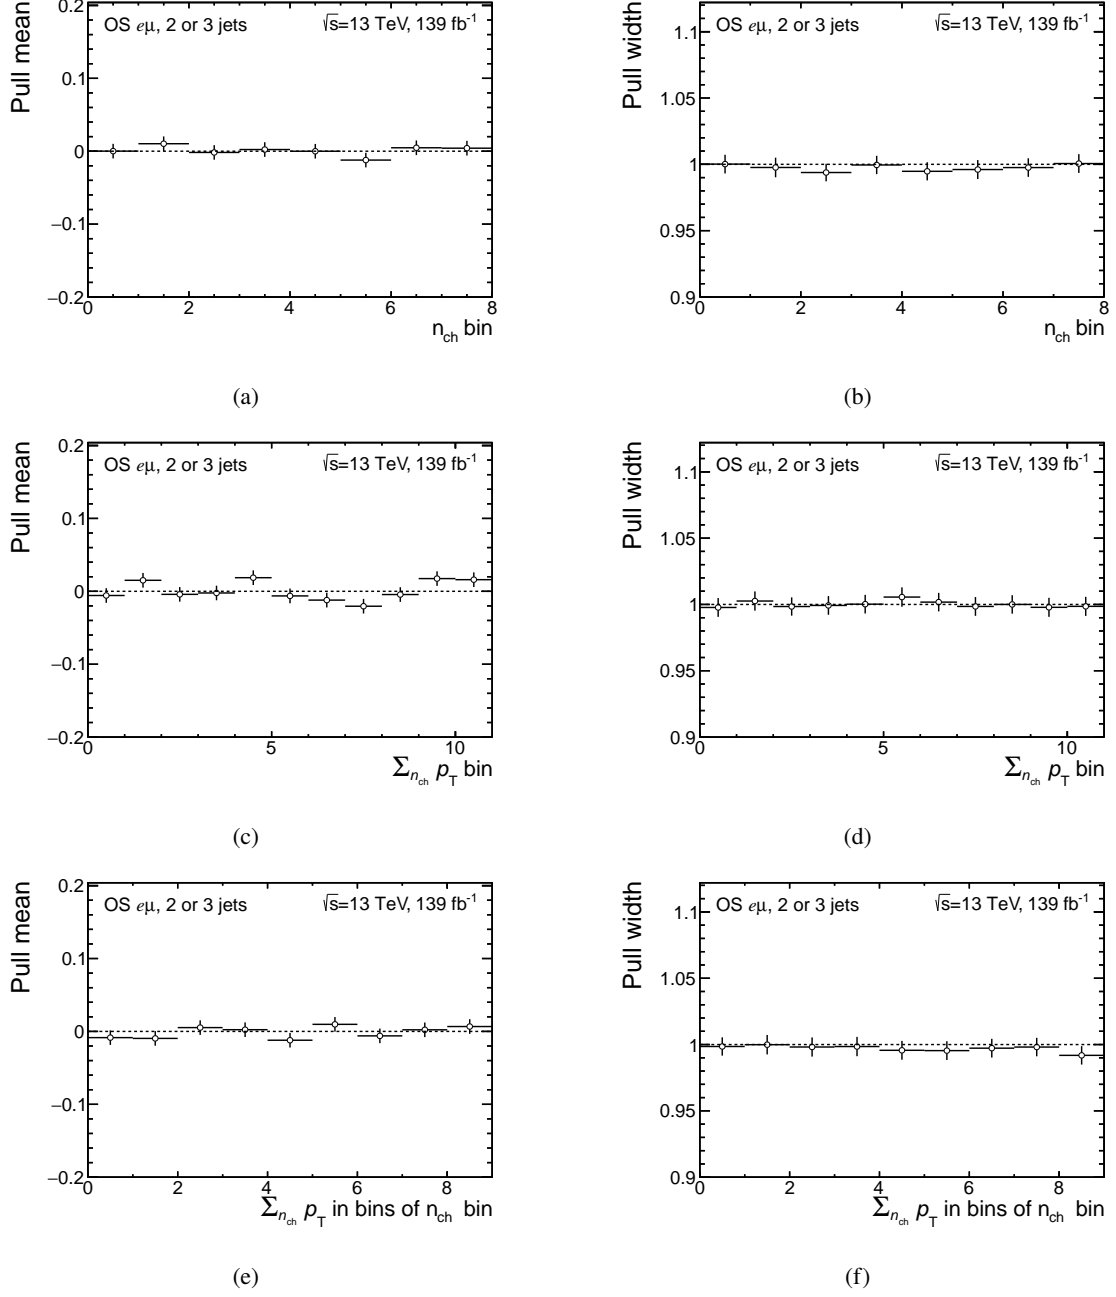 Pull mean
0.2
0.1
0
−0.1
−0.2
OS eμ, 2 or 3 jets
√s=13 TeV, 139 fb⁻¹
0 2 4 6 8
n_ch bin
(a)
Pull width
1.1
1.05
1
0.95
0.9
OS eμ, 2 or 3 jets
√s=13 TeV, 139 fb⁻¹
0 2 4 6 8
n_ch bin
(b)
Pull mean
0.2
0.1
0
−0.1
−0.2
OS eμ, 2 or 3 jets
√s=13 TeV, 139 fb⁻¹
0 5 10
Σ_n_ch p_T bin
(c)
Pull width
1.1
1.05
1
0.95
0.9
OS eμ, 2 or 3 jets
√s=13 TeV, 139 fb⁻¹
0 5 10
Σ_n_ch p_T bin
(d)
Pull mean
0.2
0.1
0
−0.1
−0.2
OS eμ, 2 or 3 jets
√s=13 TeV, 139 fb⁻¹
0 2 4 6 8
Σ_n_ch p_T in bins of n_ch bin
(e)
Pull width
1.1
1.05
1
0.95
0.9
OS eμ, 2 or 3 jets
√s=13 TeV, 139 fb⁻¹
0 2 4 6 8
Σ_n_ch p_T in bins of n_ch bin
(f)